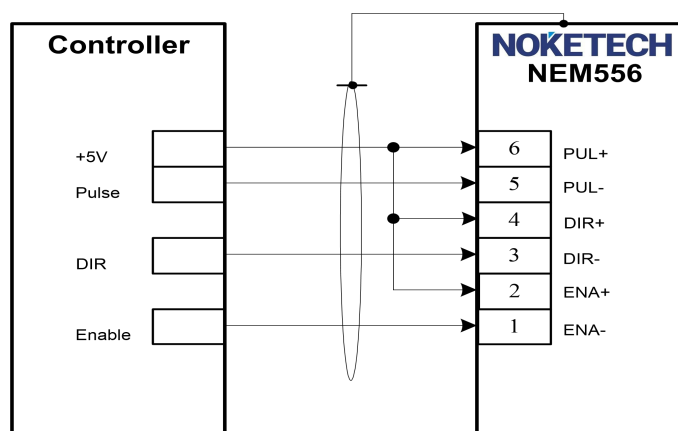 Controller
NOKETECH
NEM556
+5V
6 PUL+
Pulse
5 PUL-
4 DIR+
DIR
3 DIR-
2 ENA+
Enable
1 ENA-